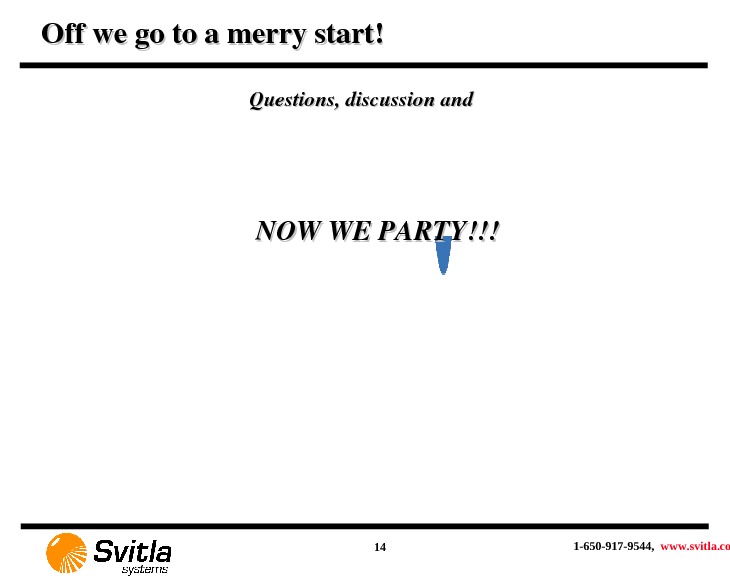 Off we go to a merry start!
Questions, discussion and
NOW WE PARTY!!!
Svitla
systems
14
1-650-917-9544, www.svitla.co